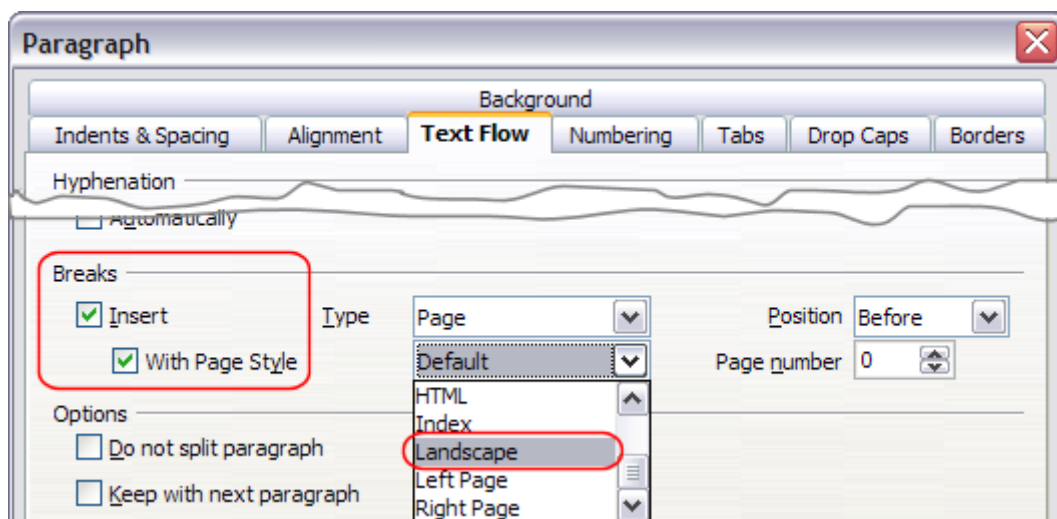 Paragraph
Background
Indents & Spacing Alignment Text Flow Numbering Tabs Drop Caps Borders
Hyphenation
Automatically
Breaks
Insert Type Page Position Before
With Page Style Default Page number 0
HTML
Index
Options
Landscape
Do not split paragraph
Left Page
Keep with next paragraph
Right Page